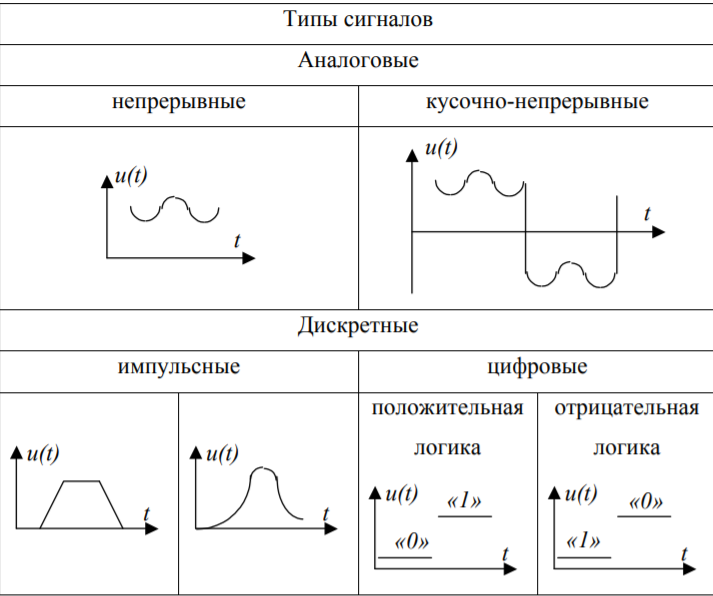 Типы сигналов
Аналоговые
непрерывные
кусочно-непрерывные
u(t)
t
u(t)
t
Дискретные
импульсные
цифровые
положительная
логика
отрицательная
логика
u(t)
t
u(t)
t
u(t) «1»
«0» t
u(t) «0»
«1» t